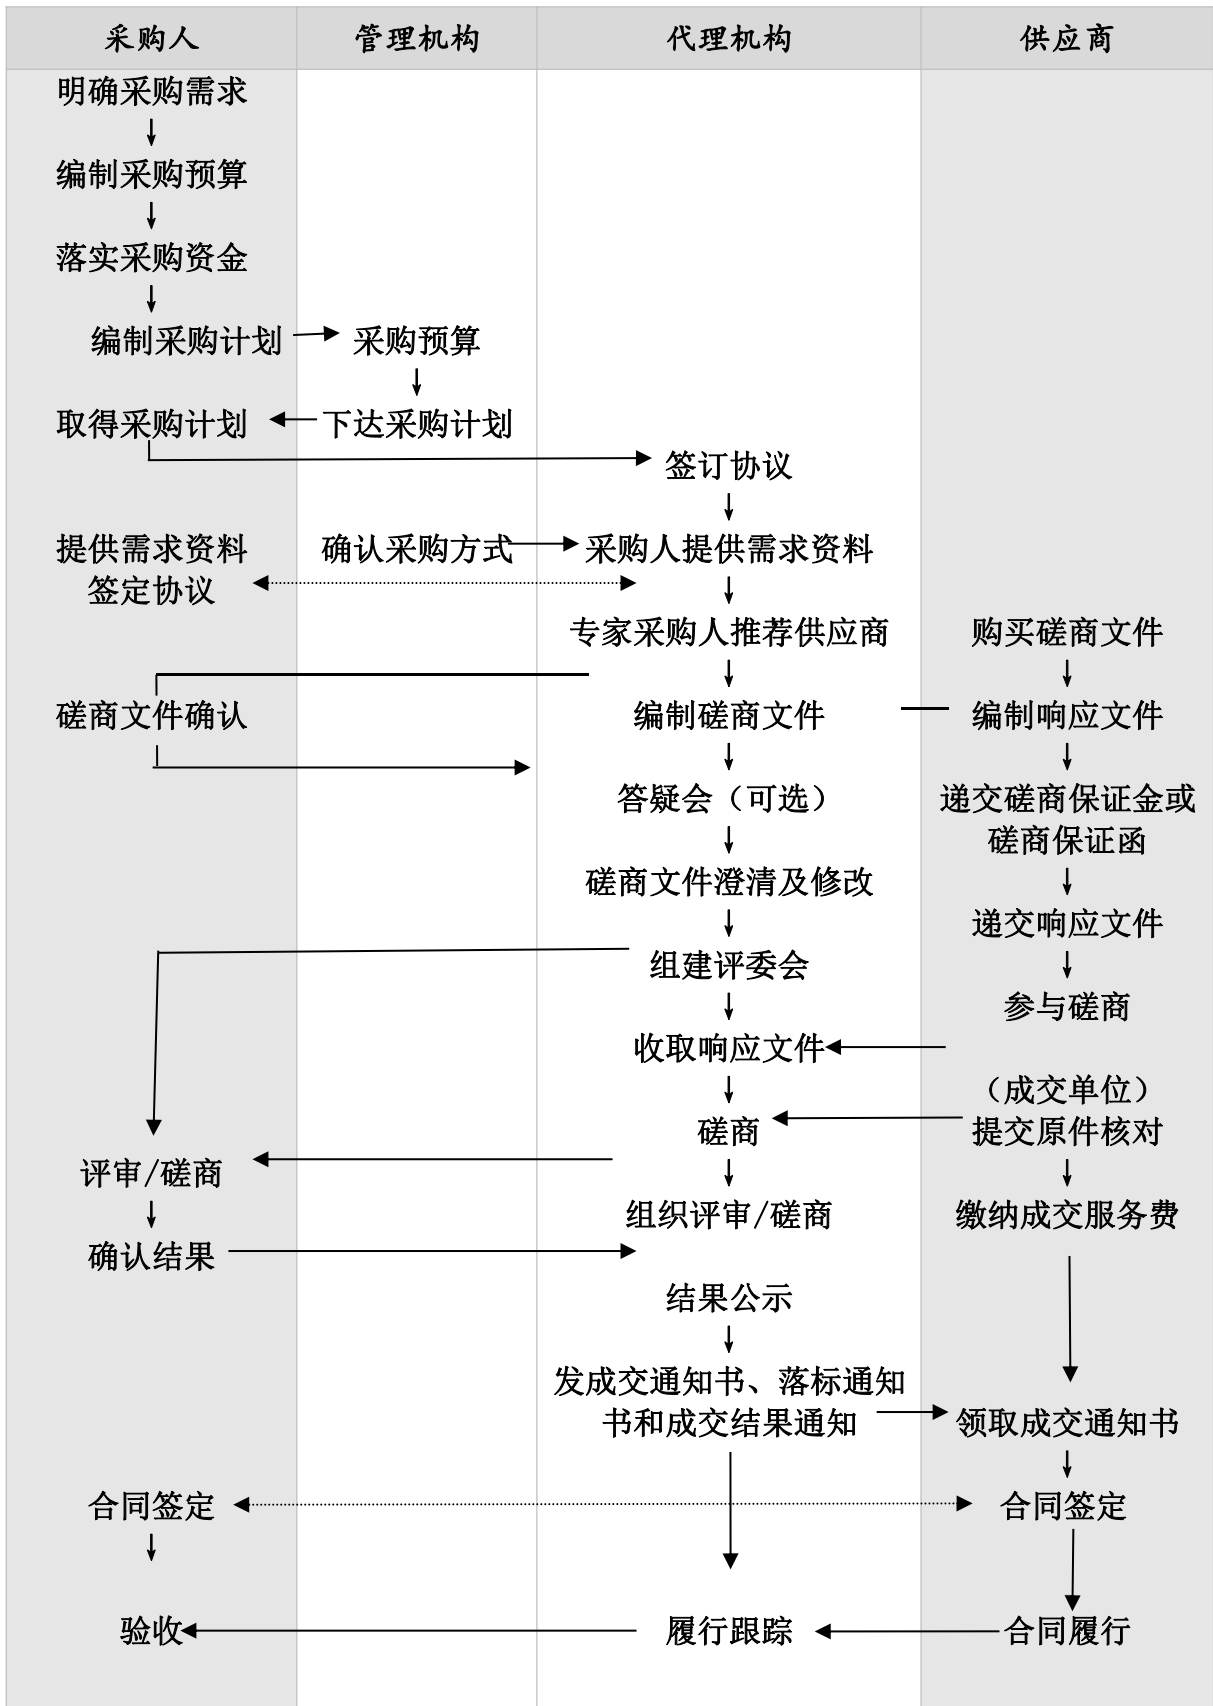 采购人 管理机构 代理机构 供应商
明确采购需求
↓
编制采购预算
↓
落实采购资金
↓
编制采购计划 采购预算
↓
取得采购计划 下达采购计划
签订协议
↓
提供需求资料 确认采购方式 采购人提供需求资料
签定协议 ↓
专家采购人推荐供应商 购买磋商文件
↓ ↓
磋商文件确认 编制磋商文件 编制响应文件
↓ ↓
答疑会（可选） 递交磋商保证金或
↓ 磋商保证函
磋商文件澄清及修改 ↓
↓ 递交响应文件
组建评委会 ↓
↓ 参与磋商
收取响应文件
↓ （成交单位）
磋商 提交原件核对
评审/磋商 ↓ ↓
↓ 组织评审/磋商 缴纳成交服务费
确认结果
结果公示
↓
发成交通知书、落标通知
书和成交结果通知 领取成交通知书
↓
合同签定 合同签定
↓
验收 履行跟踪 合同履行